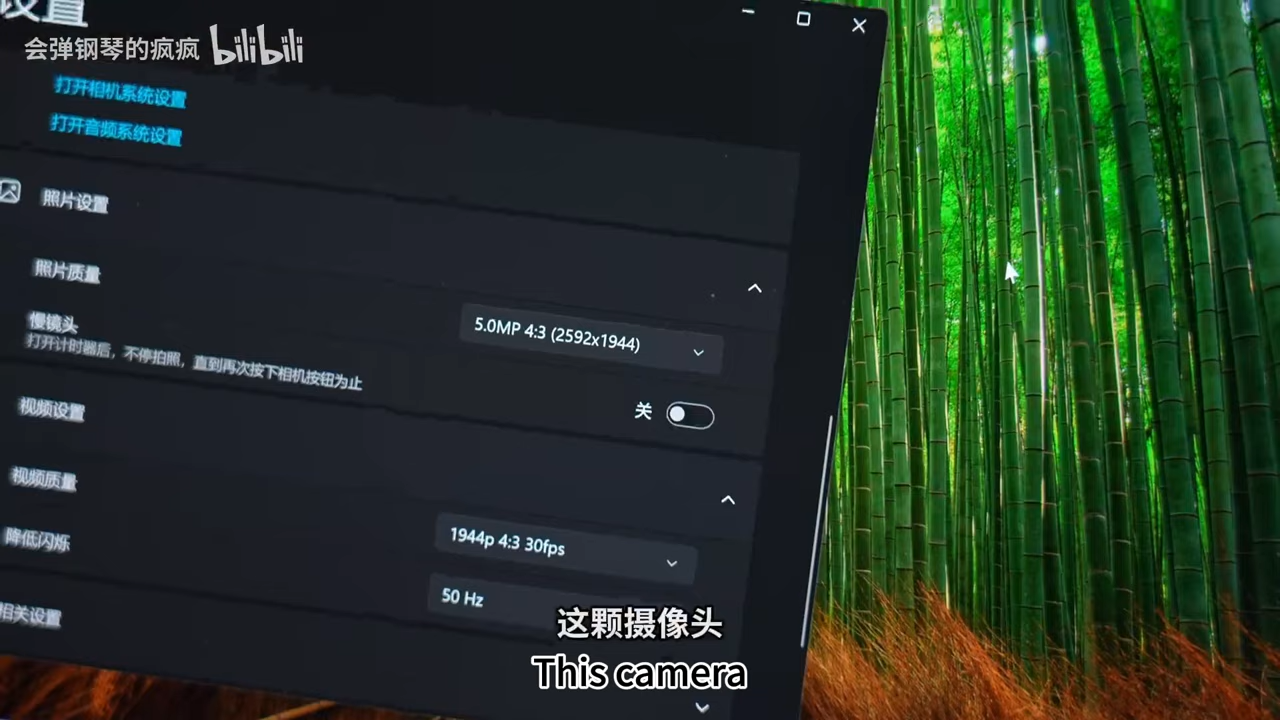 设置
会弹钢琴的疯疯 bilibili
打开相机系统设置
打开音频系统设置
照片设置
照片质量
5.0MP 4:3 (2592x1944)
慢镜头
打开计时器后，不停拍照，直到再次按下相机按钮为止
关
视频设置
视频质量
1944p 4:3 30fps
降低闪烁
50 Hz
相关设置
这颗摄像头
This camera